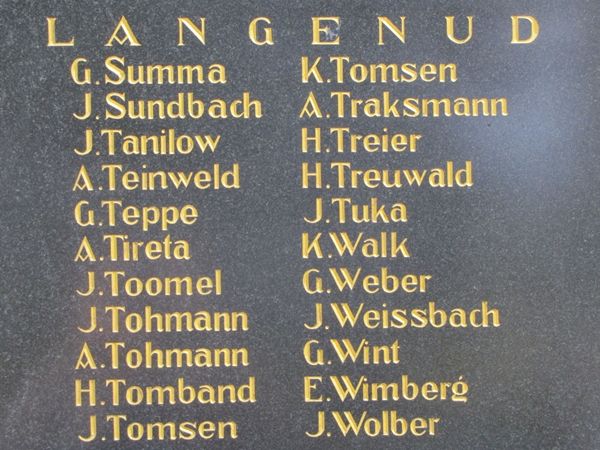 LANGENUD
G. Summa
J. Sundbach
J. Tanilow
A. Teinweld
G. Teppe
A. Tireta
J. Toomel
J. Tohmann
A. Tohmann
H. Tomband
J. Tomsen
K. Tomsen
A. Traksmann
H. Treier
H. Treuwald
J. Tuka
K. Walk
G. Weber
J. Weissbach
G. Wint
E. Wimberg
J. Wolber